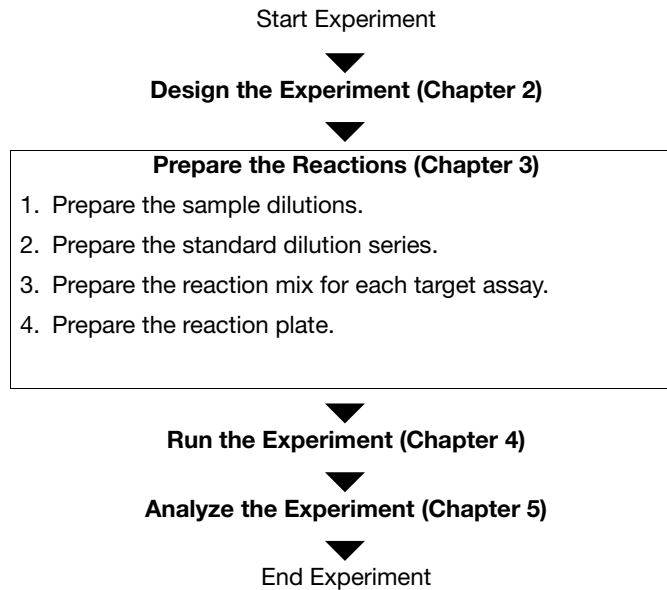 Start Experiment
Design the Experiment (Chapter 2)
Prepare the Reactions (Chapter 3)
1. Prepare the sample dilutions.
2. Prepare the standard dilution series.
3. Prepare the reaction mix for each target assay.
4. Prepare the reaction plate.
Run the Experiment (Chapter 4)
Analyze the Experiment (Chapter 5)
End Experiment